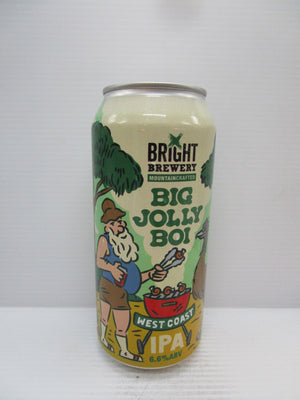 BRIGHT
BREWERY
MOUNTAINCRAFTED
BIG
JOLLY
BOI
WEST COAST
IPA
6.6% ABV